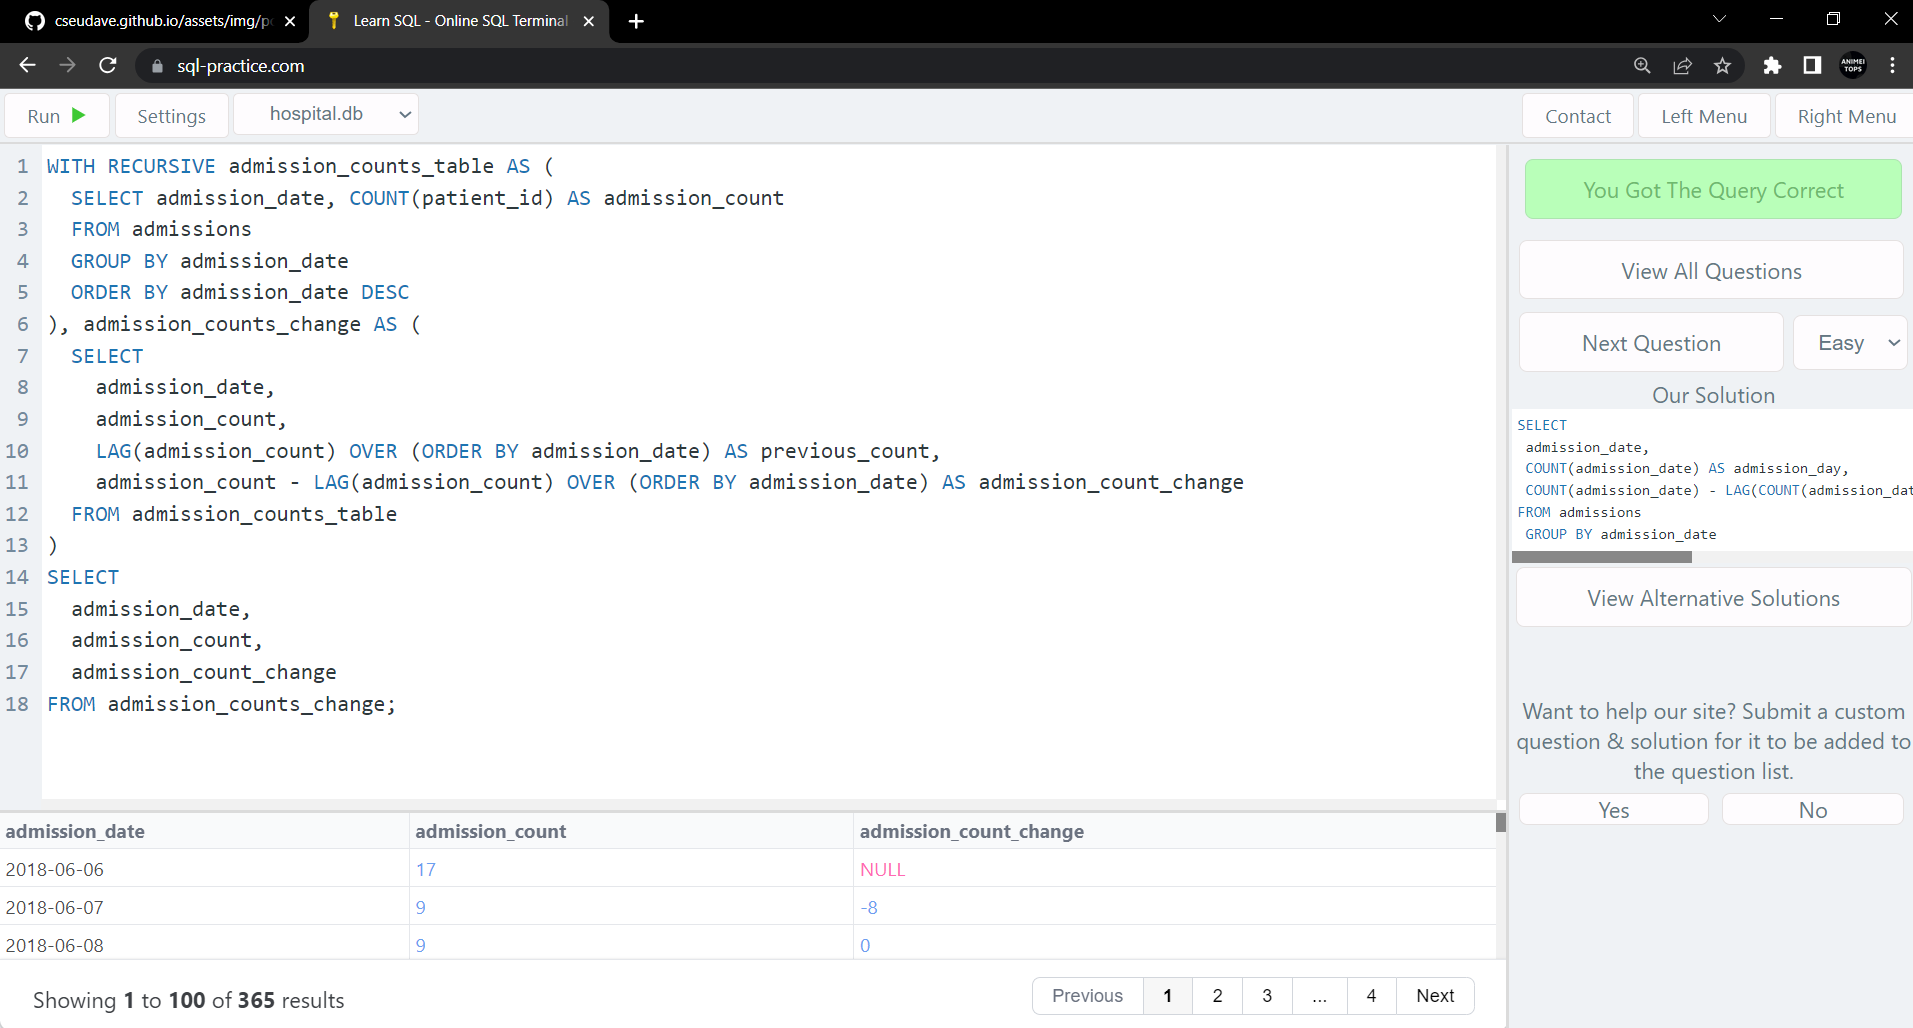 cseudave.github.io/assets/img/p
Learn SQL - Online SQL Terminal
sql-practice.com
ANIMEI TOPS
Run
Settings
hospital.db
Contact
Left Menu
Right Menu
1 WITH RECURSIVE admission_counts_table AS (
2 SELECT admission_date, COUNT(patient_id) AS admission_count
3 FROM admissions
4 GROUP BY admission_date
5 ORDER BY admission_date DESC
6 ), admission_counts_change AS (
7 SELECT
8 admission_date,
9 admission_count,
10 LAG(admission_count) OVER (ORDER BY admission_date) AS previous_count,
11 admission_count - LAG(admission_count) OVER (ORDER BY admission_date) AS admission_count_change
12 FROM admission_counts_table
13 )
14 SELECT
15 admission_date,
16 admission_count,
17 admission_count_change
18 FROM admission_counts_change;
You Got The Query Correct
View All Questions
Next Question
Easy
Our Solution
SELECT
admission_date,
COUNT(admission_date) AS admission_day,
COUNT(admission_date) - LAG(COUNT(admission_dat
FROM admissions
GROUP BY admission_date
View Alternative Solutions
Want to help our site? Submit a custom
question & solution for it to be added to
the question list.
Yes
No
admission_date admission_count admission_count_change
2018-06-06 17 NULL
2018-06-07 9 -8
2018-06-08 9 0
Showing 1 to 100 of 365 results
Previous 1 2 3 ... 4 Next